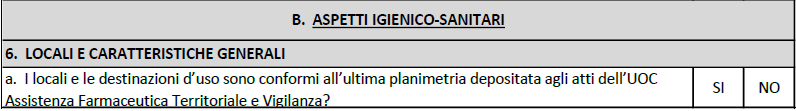 B. ASPETTI IGIENICO-SANITARI
6. LOCALI E CARATTERISTICHE GENERALI
a. I locali e le destinazioni d’uso sono conformi all’ultima planimetria depositata agli atti dell’UOC SI NO
Assistenza Farmaceutica Territoriale e Vigilanza?